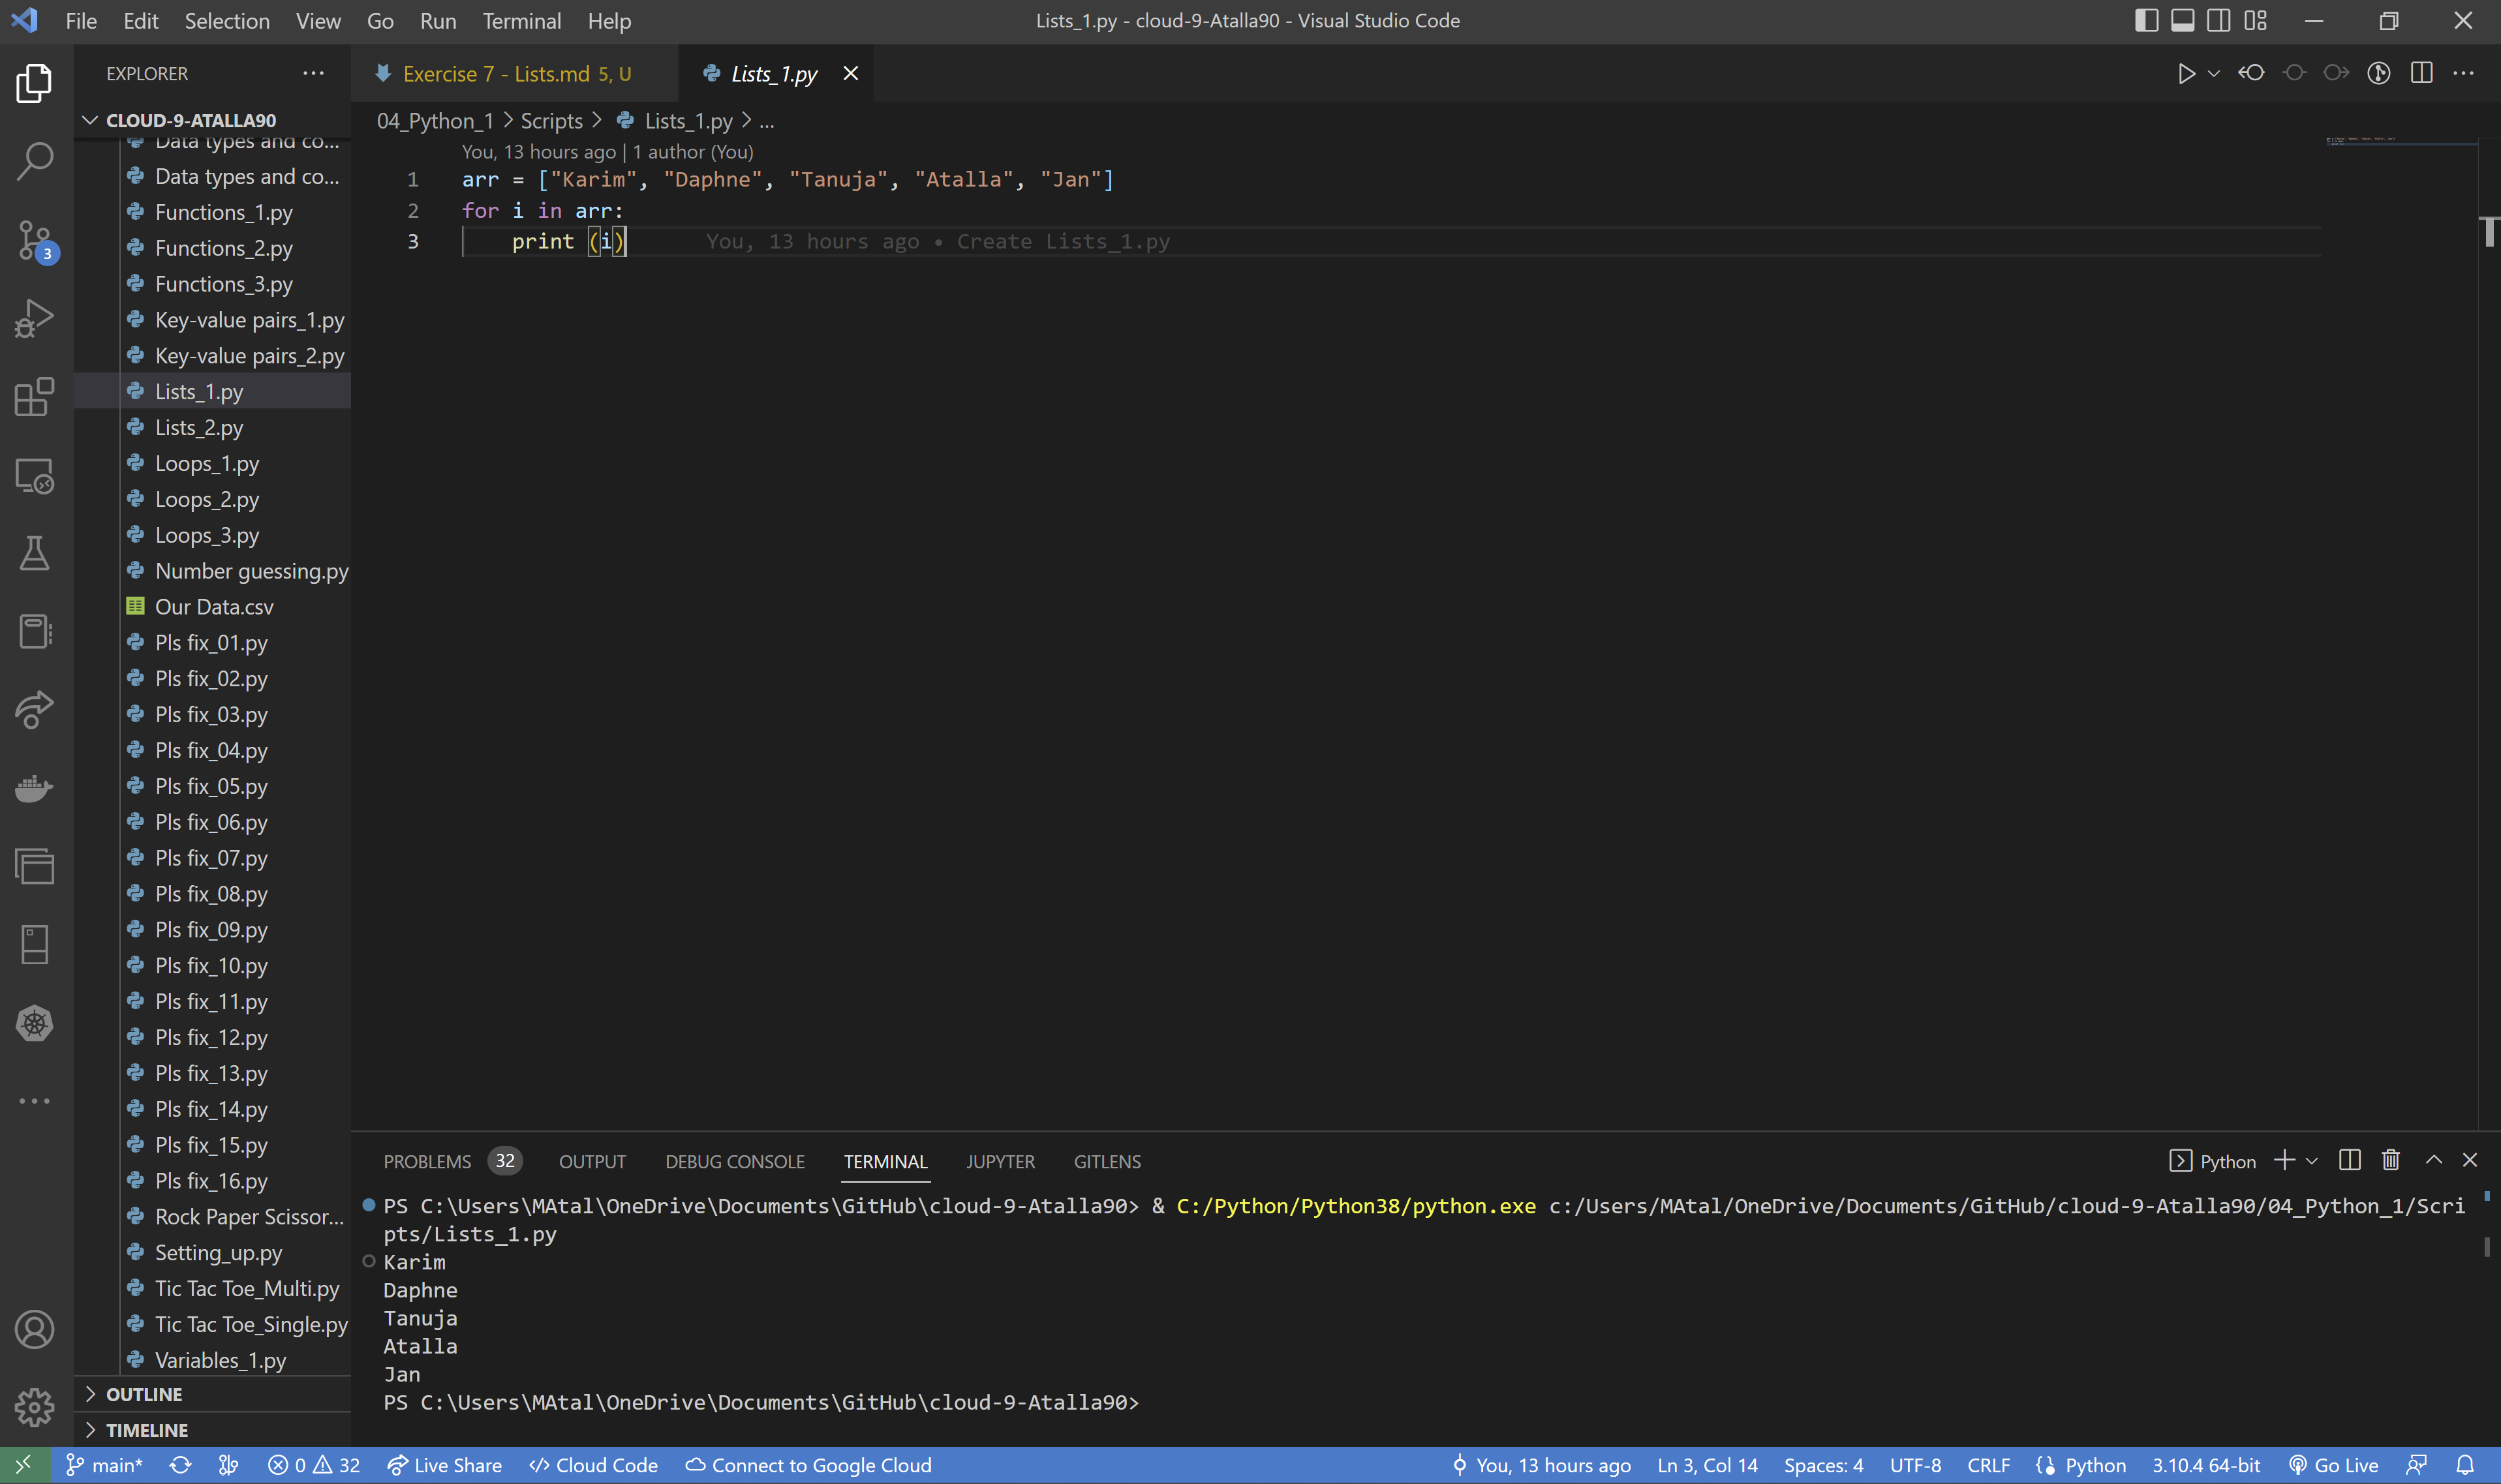 File Edit Selection View Go Run Terminal Help
Lists_1.py - cloud-9-Atalla90 - Visual Studio Code
EXPLORER
CLOUD-9-ATALLA90
Data types and co...
Data types and co...
Functions_1.py
Functions_2.py
Functions_3.py
Key-value pairs_1.py
Key-value pairs_2.py
Lists_1.py
Lists_2.py
Loops_1.py
Loops_2.py
Loops_3.py
Number guessing.py
Our Data.csv
Pls fix_01.py
Pls fix_02.py
Pls fix_03.py
Pls fix_04.py
Pls fix_05.py
Pls fix_06.py
Pls fix_07.py
Pls fix_08.py
Pls fix_09.py
Pls fix_10.py
Pls fix_11.py
Pls fix_12.py
Pls fix_13.py
Pls fix_14.py
Pls fix_15.py
Pls fix_16.py
Rock Paper Scissor...
Setting_up.py
Tic Tac Toe_Multi.py
Tic Tac Toe_Single.py
Variables_1.py
OUTLINE
TIMELINE
3
Exercise 7 - Lists.md 5, U
Lists_1.py
04_Python_1 > Scripts > Lists_1.py > ...
You, 13 hours ago | 1 author (You)
1 arr = ["Karim", "Daphne", "Tanuja", "Atalla", "Jan"]
2 for i in arr:
3     print (i) You, 13 hours ago • Create Lists_1.py
PROBLEMS 32 OUTPUT DEBUG CONSOLE TERMINAL JUPYTER GITLENS
Python
PS C:\Users\MAtal\OneDrive\Documents\GitHub\cloud-9-Atalla90> & C:/Python/Python38/python.exe c:/Users/MAtal/OneDrive/Documents/GitHub/cloud-9-Atalla90/04_Python_1/Scri
pts/Lists_1.py
Karim
Daphne
Tanuja
Atalla
Jan
PS C:\Users\MAtal\OneDrive\Documents\GitHub\cloud-9-Atalla90>
main* 0 32 Live Share Cloud Code Connect to Google Cloud You, 13 hours ago Ln 3, Col 14 Spaces: 4 UTF-8 CRLF Python 3.10.4 64-bit Go Live